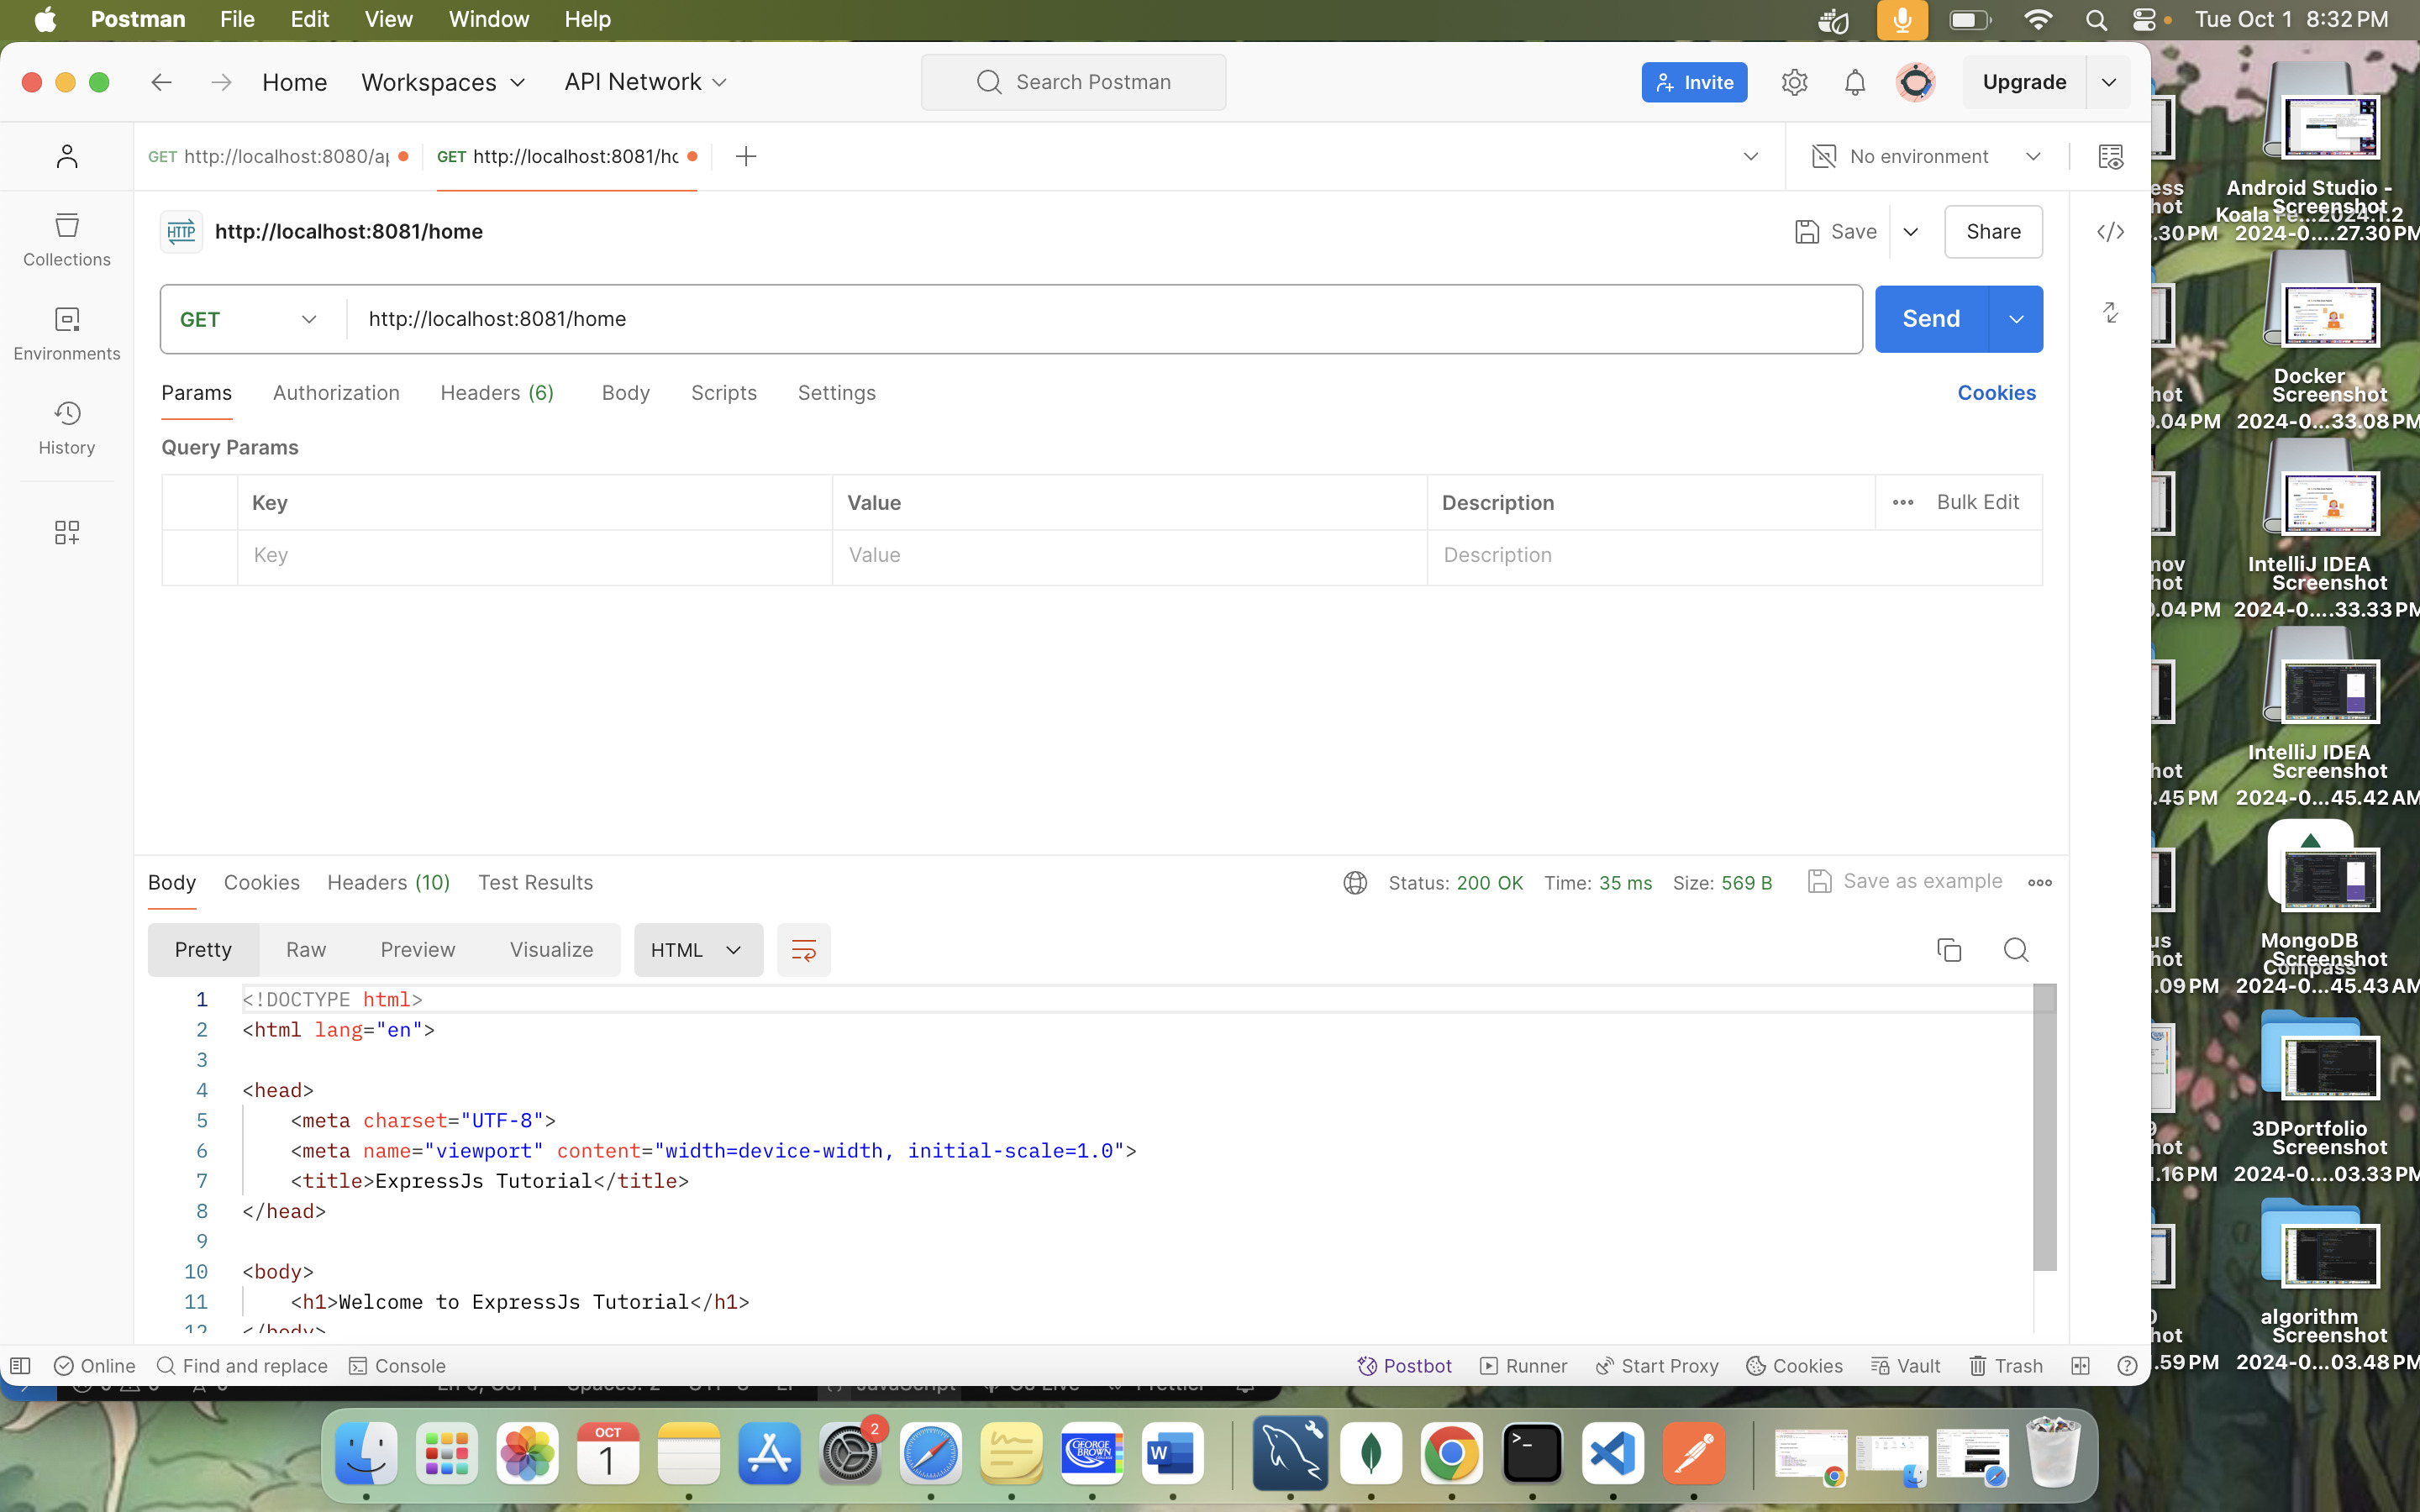 Postman File Edit View Window Help
Tue Oct 1 8:32 PM
Home Workspaces API Network
Search Postman
Invite
Upgrade
GET http://localhost:8080/ap
GET http://localhost:8081/ho
No environment
Collections
Environments
History
HTTP
http://localhost:8081/home
Save
Share
GET
http://localhost:8081/home
Send
Params Authorization Headers (6) Body Scripts Settings
Cookies
Query Params
Key Value Description
Bulk Edit
Key Value Description
Body Cookies Headers (10) Test Results
Status: 200 OK Time: 35 ms Size: 569 B
Save as example
Pretty Raw Preview Visualize
HTML
1 <!DOCTYPE html>
2 <html lang="en">
3
4 <head>
5 <meta charset="UTF-8">
6 <meta name="viewport" content="width=device-width, initial-scale=1.0">
7 <title>ExpressJs Tutorial</title>
8 </head>
9
10 <body>
11 <h1>Welcome to ExpressJs Tutorial</h1>
12 </body>
Online Find and replace Console
Postbot Runner Start Proxy Cookies Vault Trash
Android Studio -
Screenshot
2024-0....27.30 PM
Docker
Screenshot
2024-0...33.08 PM
IntelliJ IDEA
Screenshot
2024-0....33.33 PM
IntelliJ IDEA
Screenshot
2024-0...45.42 AM
MongoDB
Compass
Screenshot
2024-0...45.43 AM
3DPortfolio
Screenshot
2024-0....03.33 PM
algorithm
Screenshot
2024-0...03.48 PM
OCT
1
2
GEORGE
BROWN
W